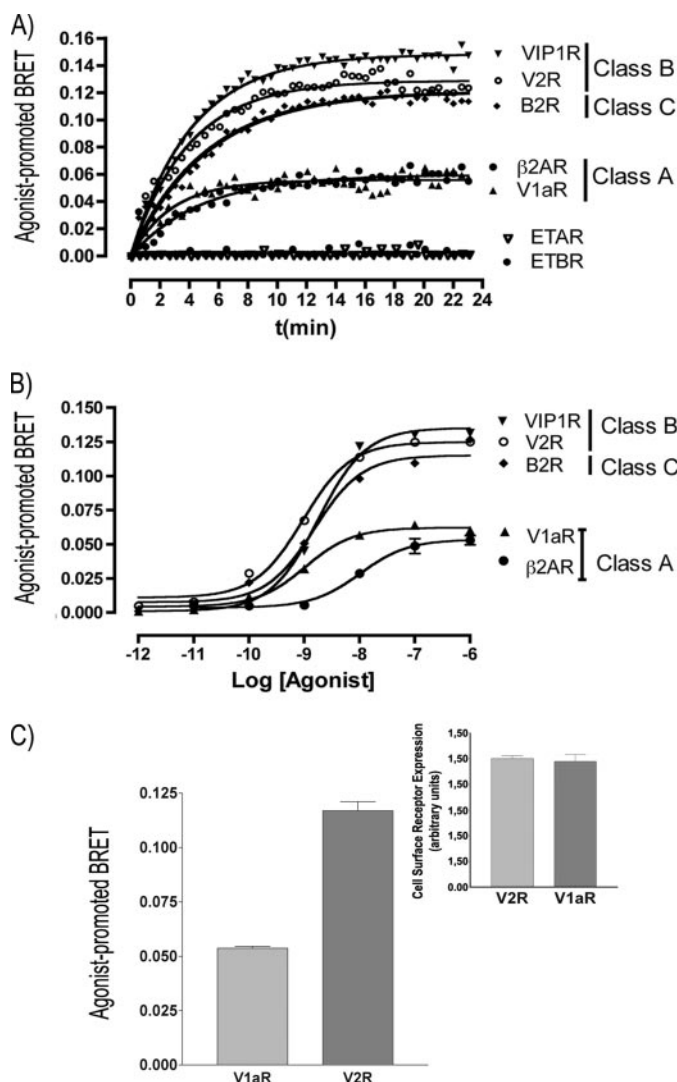 A)
Agonist-promoted BRET
0.16
0.14
0.12
0.10
0.08
0.06
0.04
0.02
0.00
0 2 4 6 8 10 12 14 16 18 20 22 24
t(min)
VIP1R
V2R
Class B
B2R
Class C
β2AR
V1aR
Class A
ETAR
ETBR
B)
Agonist-promoted BRET
0.150
0.125
0.100
0.075
0.050
0.025
0.000
-12 -11 -10 -9 -8 -7 -6
Log [Agonist]
VIP1R
V2R
Class B
B2R
Class C
V1aR
β2AR
Class A
C)
Agonist-promoted BRET
0.125
0.100
0.075
0.050
0.025
0.000
V1aR V2R
Cell Surface Receptor Expression
(arbitrary units)
1,50
1,50
1,50
1,50
1,50
1,50
0.00
V2R V1aR